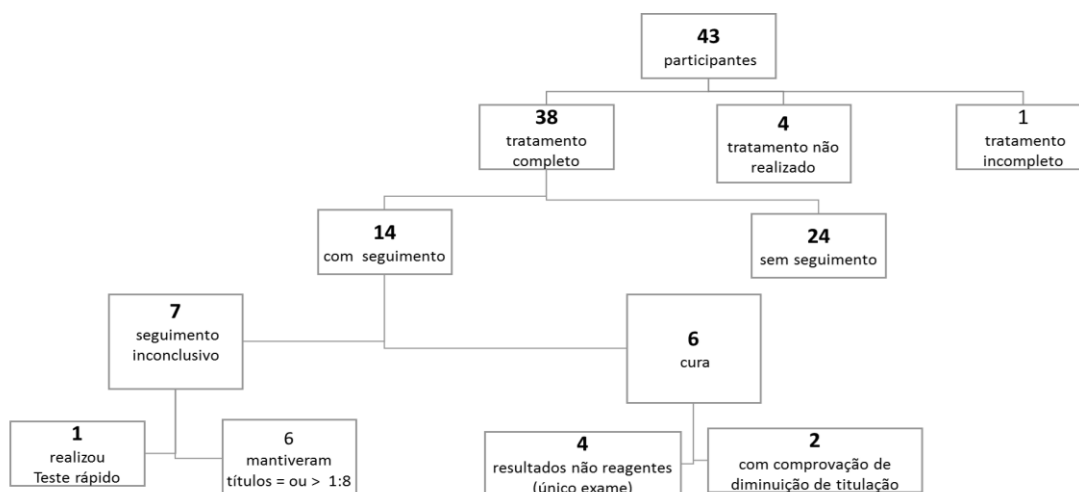 43
participantes
38
tratamento
completo
4
tratamento não
realizado
1
tratamento
incompleto
14
com seguimento
24
sem seguimento
7
seguimento
inconclusivo
6
cura
1
realizou
Teste rápido
6
mantiveram
títulos = ou > 1:8
4
resultados não reagentes
(único exame)
2
com comprovação de
diminuição de titulação